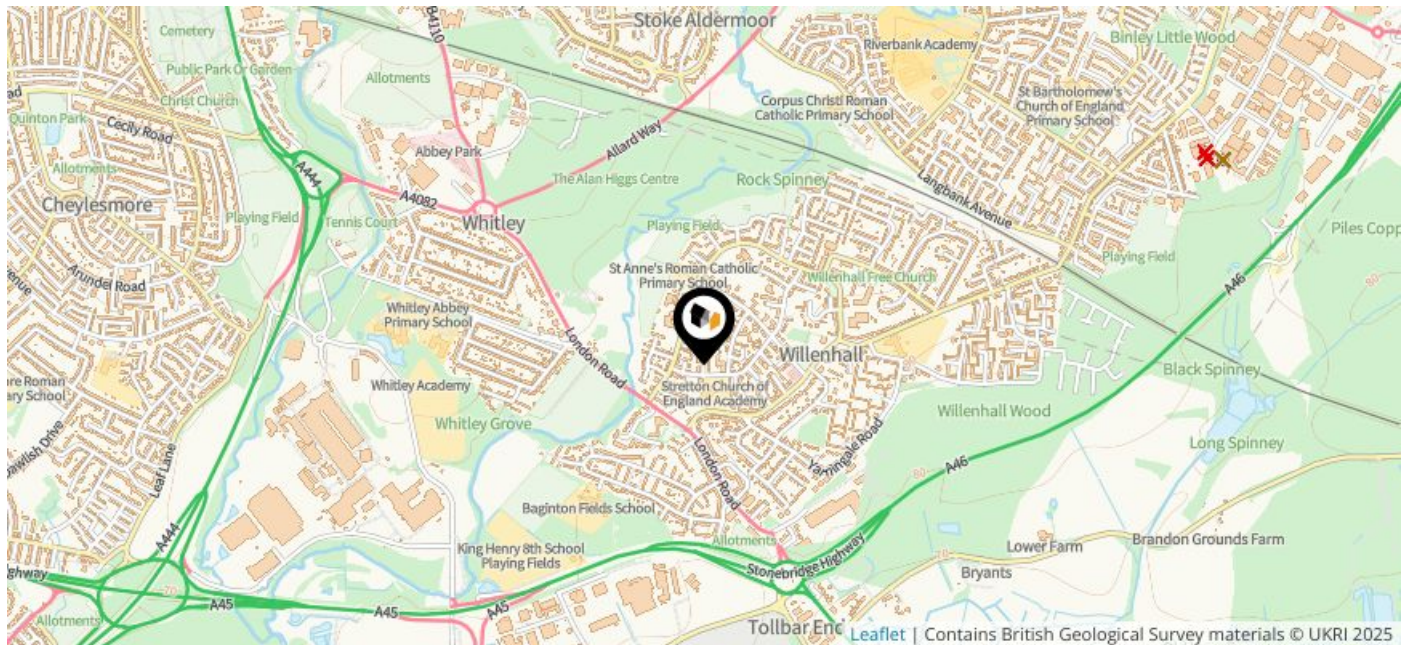 Stoke Aldermoor
Cemetery
B4110
Binley Little Wood
Riverbank Academy
Public Park Or Garden
Allotments
St Bartholomew's
Church of England
Primary School
Christ Church
Corpus Christi Roman
Catholic Primary School
Quinton Park
Cecily Road
Allard Way
Abbey Park
Allotments
A444
The Alan Higgs Centre
Rock Spinney
Langbank Avenue
A4082
Cheylesmore
Playing Field
Tennis Court
Whitley
Playing Field
Piles Copp
Playing Field
Arundel Road
St Anne's Roman Catholic
Primary School
Willenhall Free Church
A46
Whitley Abbey
Primary School
London Road
Willenhall
Black Spinney
Whitley Academy
Stretton Church of
England Academy
Willenhall Wood
Whitley Grove
Long Spinney
Leaf Lane
London Road
Yarningale Road
80
A46
Baginton Fields School
A444
Allotments
Lower Farm
Brandon Grounds Farm
King Henry 8th School
Playing Fields
Stonebridge Highway
70
Bryants
A45
A45
A45
Allotments
Tollbar End
Leaflet | Contains British Geological Survey materials © UKRI 2025